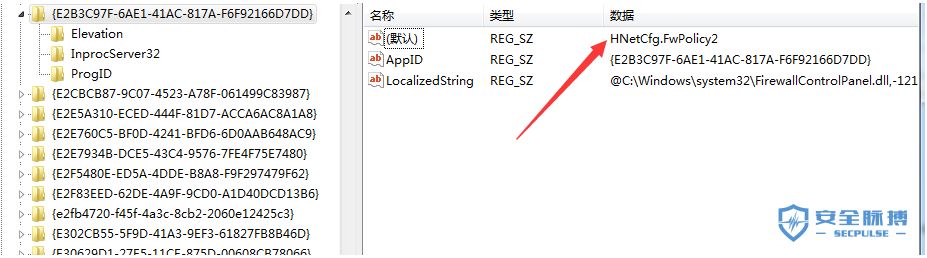 {E2B3C97F-6AE1-41AC-817A-F6F92166D7DD}
Elevation
InprocServer32
ProgID
{E2CBCB87-9C07-4523-A78F-061499C83987}
{E2E5A310-ECED-444F-81D7-ACCA6AC8A1A8}
{E2E760C5-BF0D-4241-BFD6-6D0AAB648AC9}
{E2E7934B-DCE5-43C4-9576-7FE4F75E7480}
{E2F5480E-ED5A-4DDE-B8A8-F9F297479F62}
{E2F83EED-62DE-4A9F-9CD0-A1D40DCD13B6}
{e2fb4720-f45f-4a3c-8cb2-2060e12425c3}
{E302CB55-5F9D-41A3-9EF3-61827FB8B46D}
{E30629D1-27E5-11CE-875D-00608CB78066}
名称 类型 数据
(默认) REG_SZ HNetCfg.FwPolicy2
AppID REG_SZ {E2B3C97F-6AE1-41AC-817A-F6F92166D7DD}
LocalizedString REG_SZ @C:\Windows\system32\FirewallControlPanel.dll,-121
安全脉搏
SECPULSE